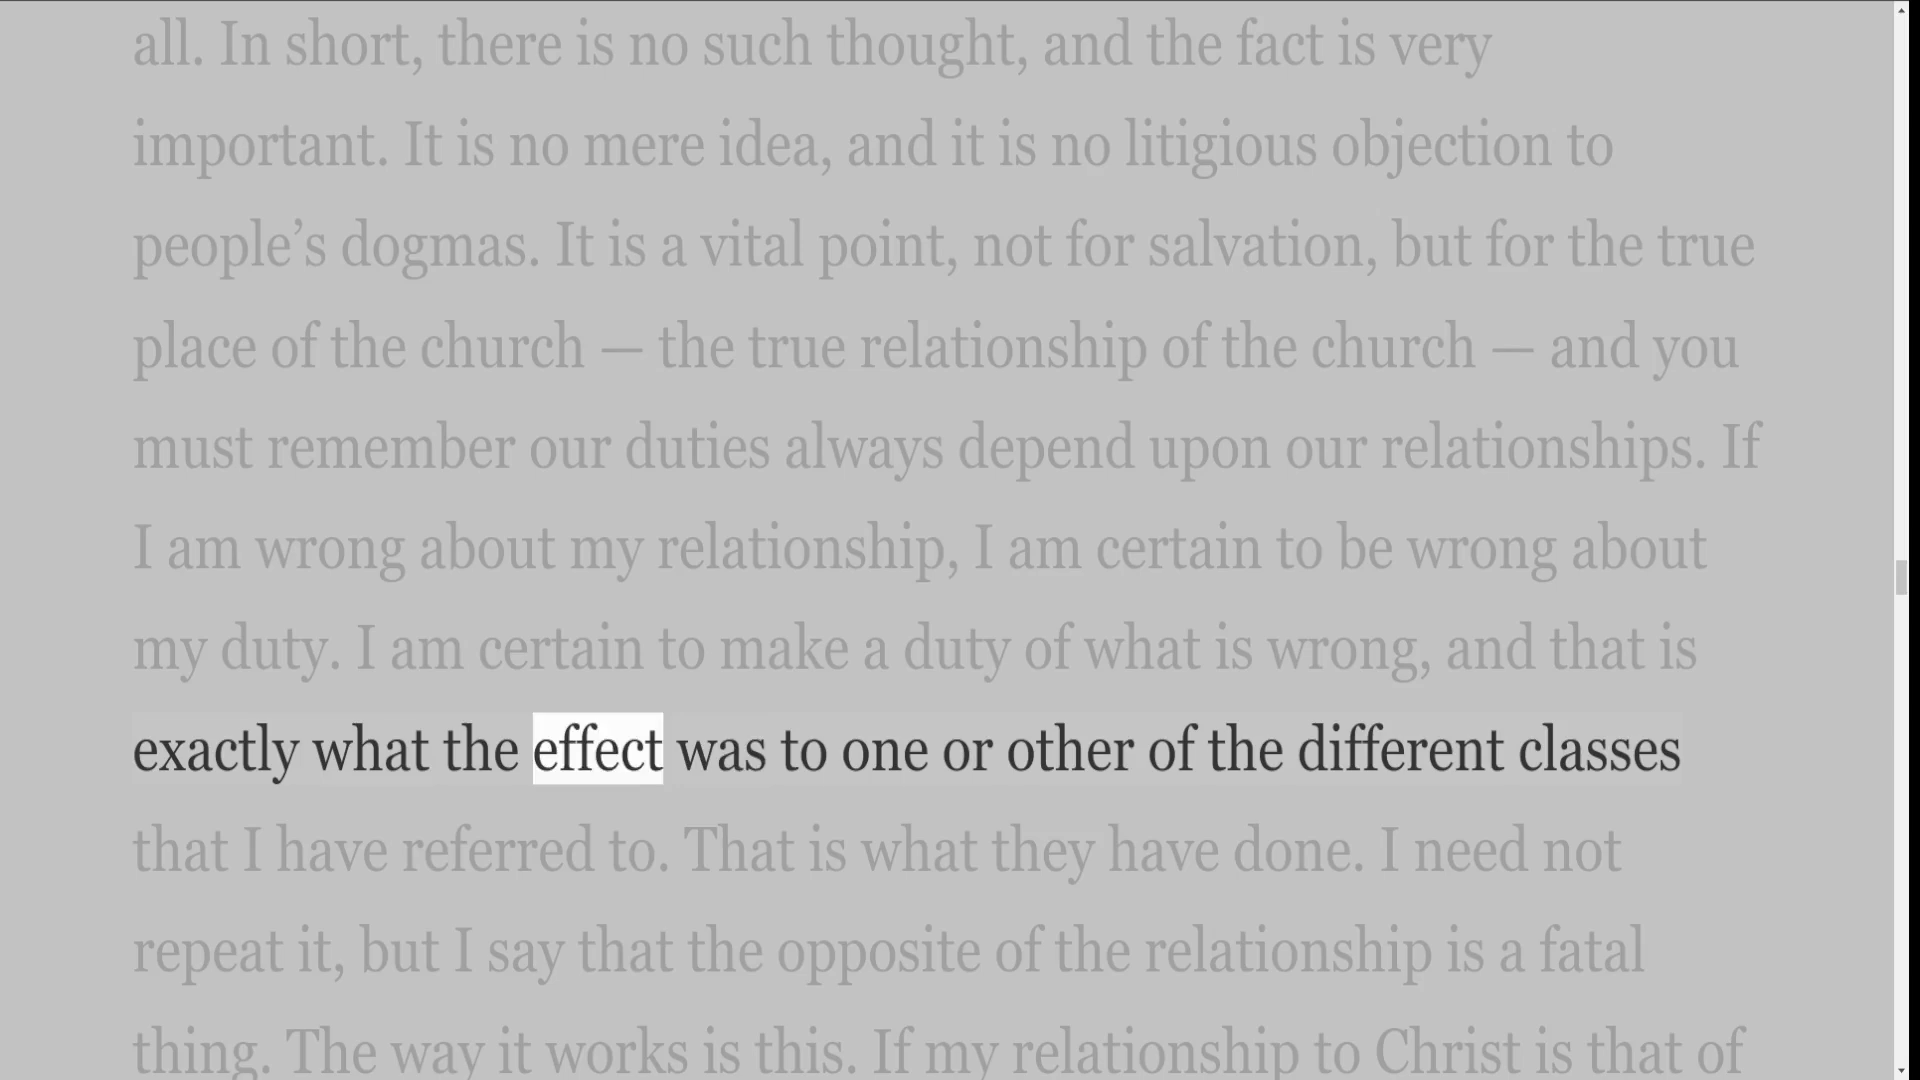 all. In short, there is no such thought, and the fact is very
important. It is no mere idea, and it is no litigious objection to
people’s dogmas. It is a vital point, not for salvation, but for the true
place of the church — the true relationship of the church — and you
must remember our duties always depend upon our relationships. If
I am wrong about my relationship, I am certain to be wrong about
my duty. I am certain to make a duty of what is wrong, and that is
exactly what the effect was to one or other of the different classes
that I have referred to. That is what they have done. I need not
repeat it, but I say that the opposite of the relationship is a fatal
thing. The way it works is this. If my relationship to Christ is that of